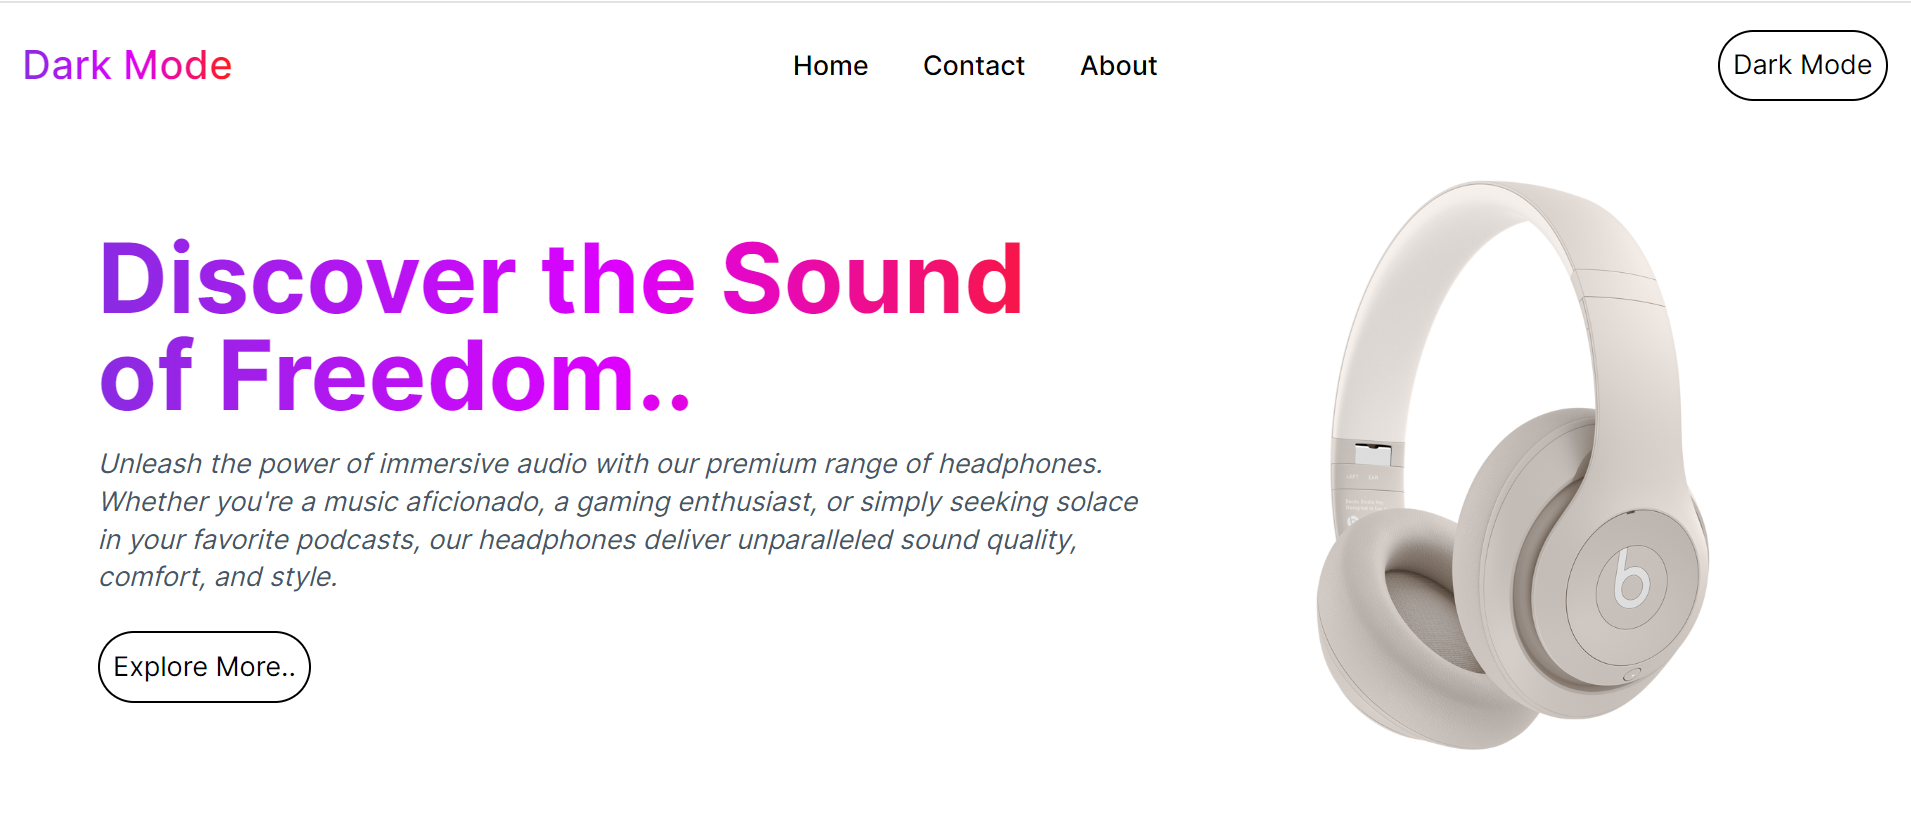 Dark Mode
Home Contact About
Dark Mode
Discover the Sound
of Freedom..
Unleash the power of immersive audio with our premium range of headphones.
Whether you're a music aficionado, a gaming enthusiast, or simply seeking solace
in your favorite podcasts, our headphones deliver unparalleled sound quality,
comfort, and style.
Explore More..
b